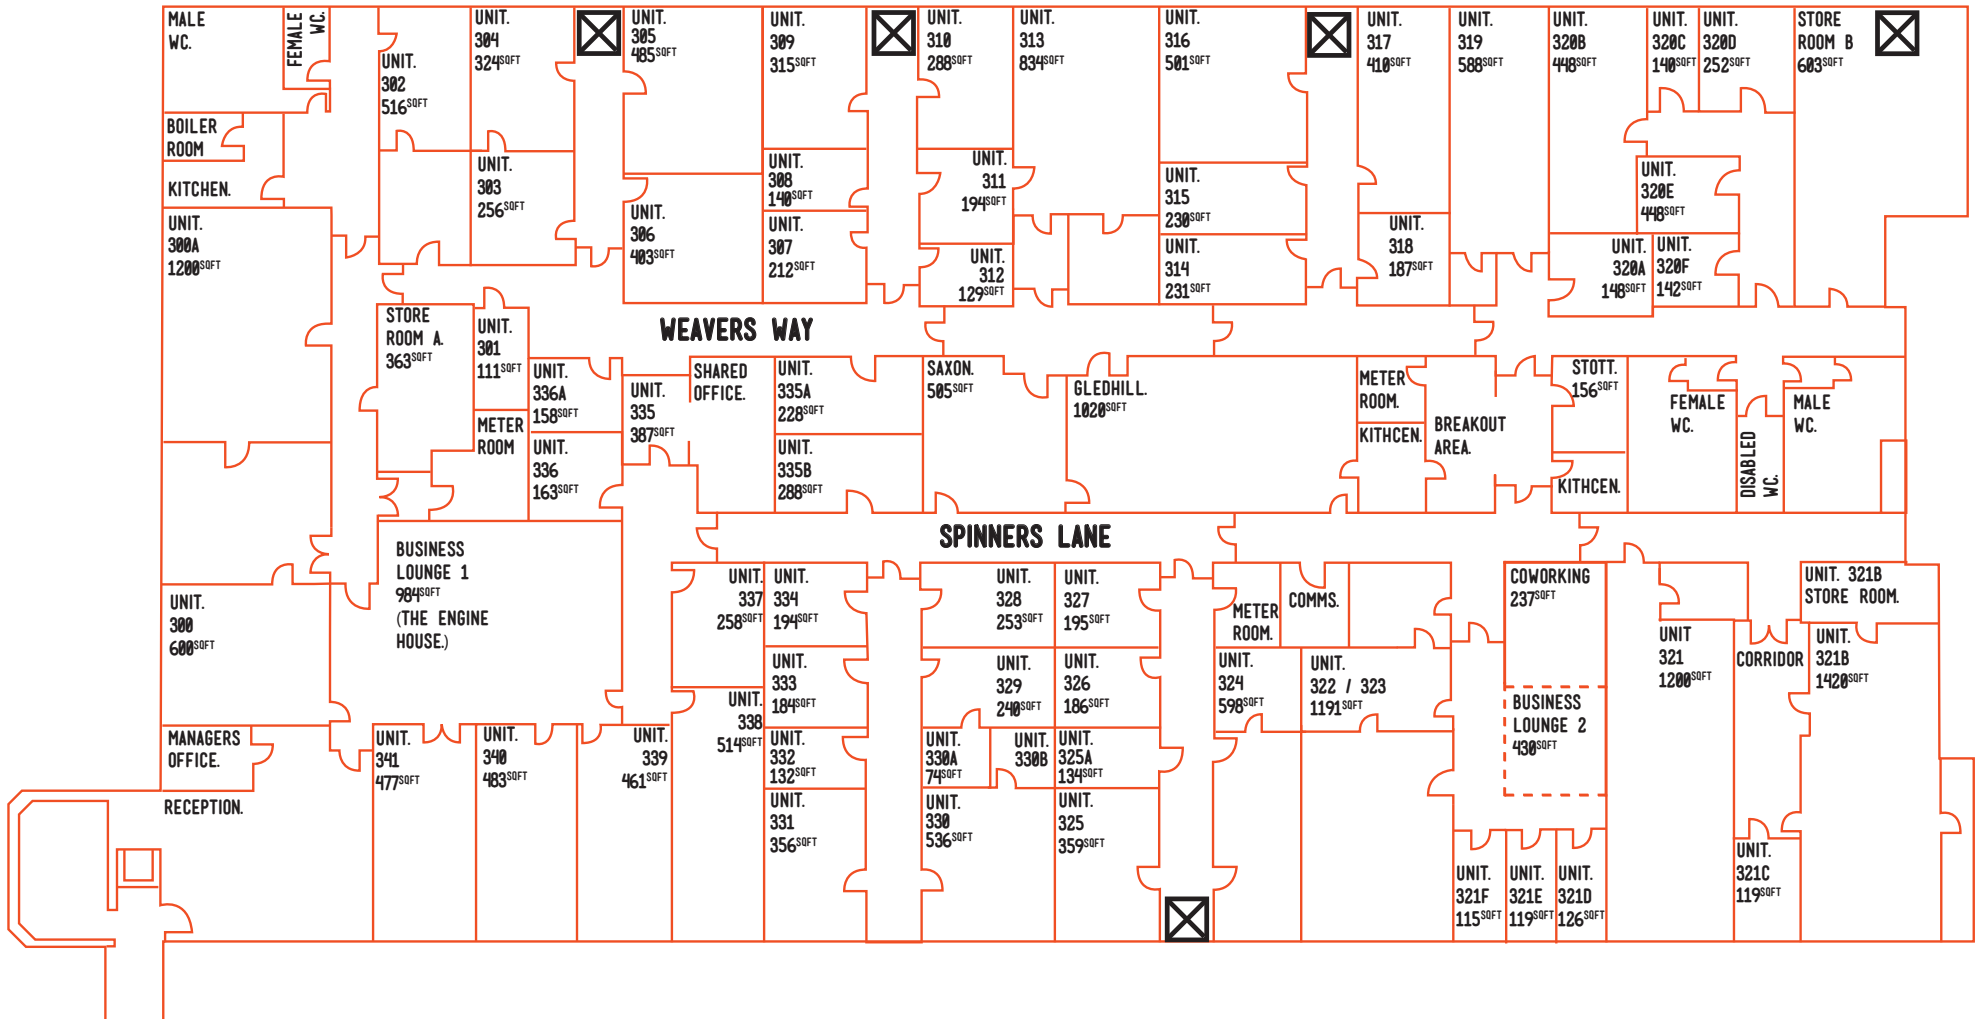 MALE
WC.
FEMALE
WC.
UNIT.
302
516SQFT
UNIT.
304
324SQFT
UNIT.
305
485SQFT
UNIT.
309
315SQFT
UNIT.
310
288SQFT
UNIT.
313
834SQFT
UNIT.
316
501SQFT
UNIT.
317
410SQFT
UNIT.
319
588SQFT
UNIT.
320B
448SQFT
UNIT.
320C
140SQFT
UNIT.
320D
252SQFT
STORE
ROOM B
603SQFT
BOILER
ROOM
KITCHEN.
UNIT.
303
256SQFT
UNIT.
308
140SQFT
UNIT.
311
194SQFT
UNIT.
315
230SQFT
UNIT.
320E
448SQFT
UNIT.
300A
1200SQFT
UNIT.
306
403SQFT
UNIT.
307
212SQFT
UNIT.
312
129SQFT
UNIT.
314
231SQFT
UNIT.
318
187SQFT
UNIT.
320A
148SQFT
UNIT.
320F
142SQFT
STORE
ROOM A.
363SQFT
UNIT.
301
111SQFT
WEAVERS WAY
UNIT.
336A
158SQFT
UNIT.
335
387SQFT
SHARED
OFFICE.
UNIT.
335A
228SQFT
SAXON.
505SQFT
GLEDHILL.
1020SQFT
METER
ROOM.
KITHCEN.
BREAKOUT
AREA.
STOTT.
156SQFT
KITHCEN.
FEMALE
WC.
DISABLED
WC.
MALE
WC.
METER
ROOM
UNIT.
336
163SQFT
UNIT.
335B
288SQFT
SPINNERS LANE
BUSINESS
LOUNGE 1
984SQFT
(THE ENGINE
HOUSE.)
UNIT.
300
600SQFT
UNIT.
337
258SQFT
UNIT.
334
194SQFT
UNIT.
328
253SQFT
UNIT.
327
195SQFT
METER
ROOM.
COMMS.
COWORKING
237SQFT
UNIT. 321B
STORE ROOM.
UNIT
321
1200SQFT
CORRIDOR
UNIT.
321B
1420SQFT
UNIT.
333
184SQFT
UNIT.
329
240SQFT
UNIT.
326
186SQFT
UNIT.
324
598SQFT
UNIT.
322 / 323
1191SQFT
BUSINESS
LOUNGE 2
430SQFT
UNIT.
338
514SQFT
MANAGERS
OFFICE.
RECEPTION.
UNIT.
341
477SQFT
UNIT.
340
483SQFT
UNIT.
339
461SQFT
UNIT.
332
132SQFT
UNIT.
330A
74SQFT
UNIT.
330B
UNIT.
325A
134SQFT
UNIT.
331
356SQFT
UNIT.
330
536SQFT
UNIT.
325
359SQFT
UNIT.
321F
115SQFT
UNIT.
321E
119SQFT
UNIT.
321D
126SQFT
UNIT.
321C
119SQFT